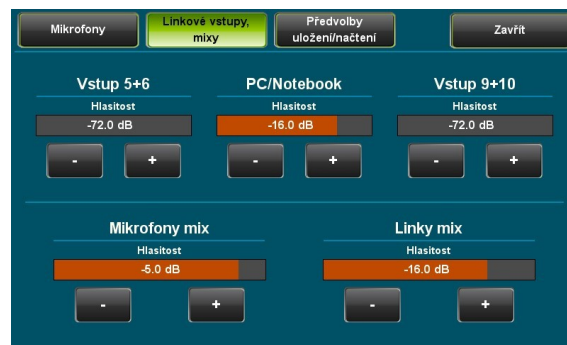 Mikrofony
Linkové vstupy,
mixy
Předvolby
uložení/načtení
Zavřít
Vstup 5+6
PC/Notebook
Vstup 9+10
Hlasitost
Hlasitost
Hlasitost
-72.0 dB
-16.0 dB
-72.0 dB
- +
- +
- +
Mikrofony mix
Linky mix
Hlasitost
Hlasitost
-5.0 dB
-16.0 dB
- +
- +